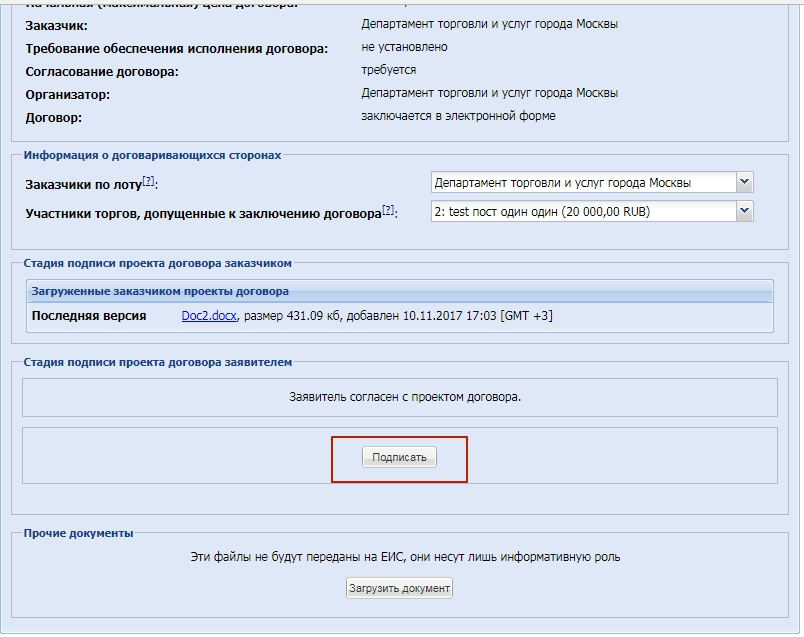 Начальная (максимальная) цена договора:
Заказчик: Департамент торговли и услуг города Москвы
Требование обеспечения исполнения договора: не установлено
Согласование договора: требуется
Организатор: Департамент торговли и услуг города Москвы
Договор: заключается в электронной форме
Информация о договаривающихся сторонах
Заказчики по лоту[?]: Департамент торговли и услуг города Москвы
Участники торгов, допущенные к заключению договора[?]: 2: test пост один один (20 000,00 RUB)
Стадия подписи проекта договора заказчиком
Загруженные заказчиком проекты договора
Последняя версия Doc2.docx, размер 431.09 кб, добавлен 10.11.2017 17:03 [GMT +3]
Стадия подписи проекта договора заявителем
Заявитель согласен с проектом договора.
Подписать
Прочие документы
Эти файлы не будут переданы на ЕИС, они несут лишь информативную роль
Загрузить документ